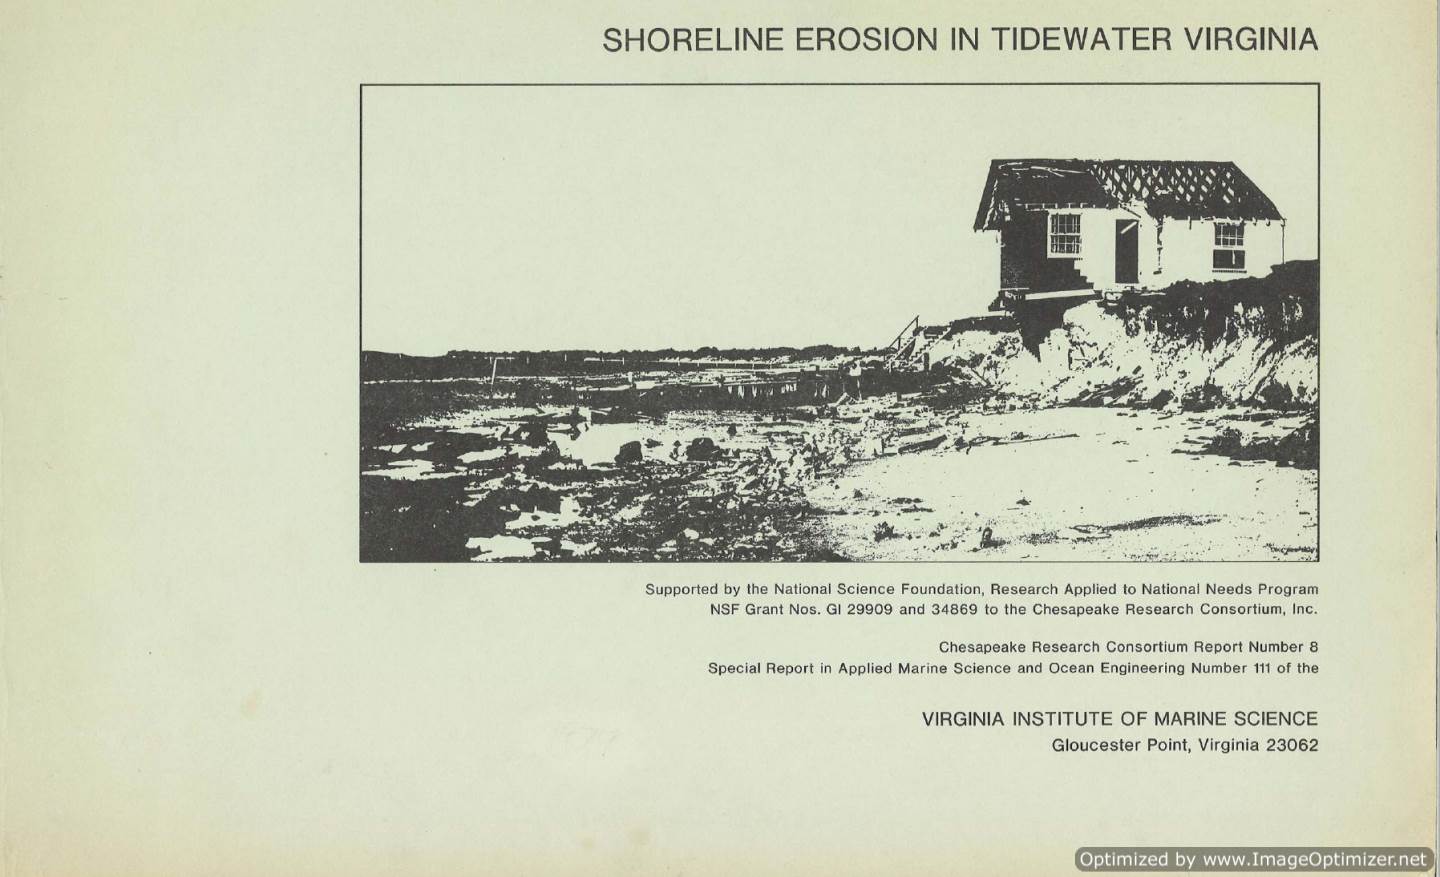 SHORELINE EROSION IN TIDEWATER VIRGINIA
Supported by the National Science Foundation, Research Applied to National Needs Program
NSF Grant Nos. GI 29909 and 34869 to the Chesapeake Research Consortium, Inc.
Chesapeake Research Consortium Report Number 8
Special Report in Applied Marine Science and Ocean Engineering Number 111 of the
VIRGINIA INSTITUTE OF MARINE SCIENCE
Gloucester Point, Virginia 23062
Optimized by www.ImageOptimizer.net